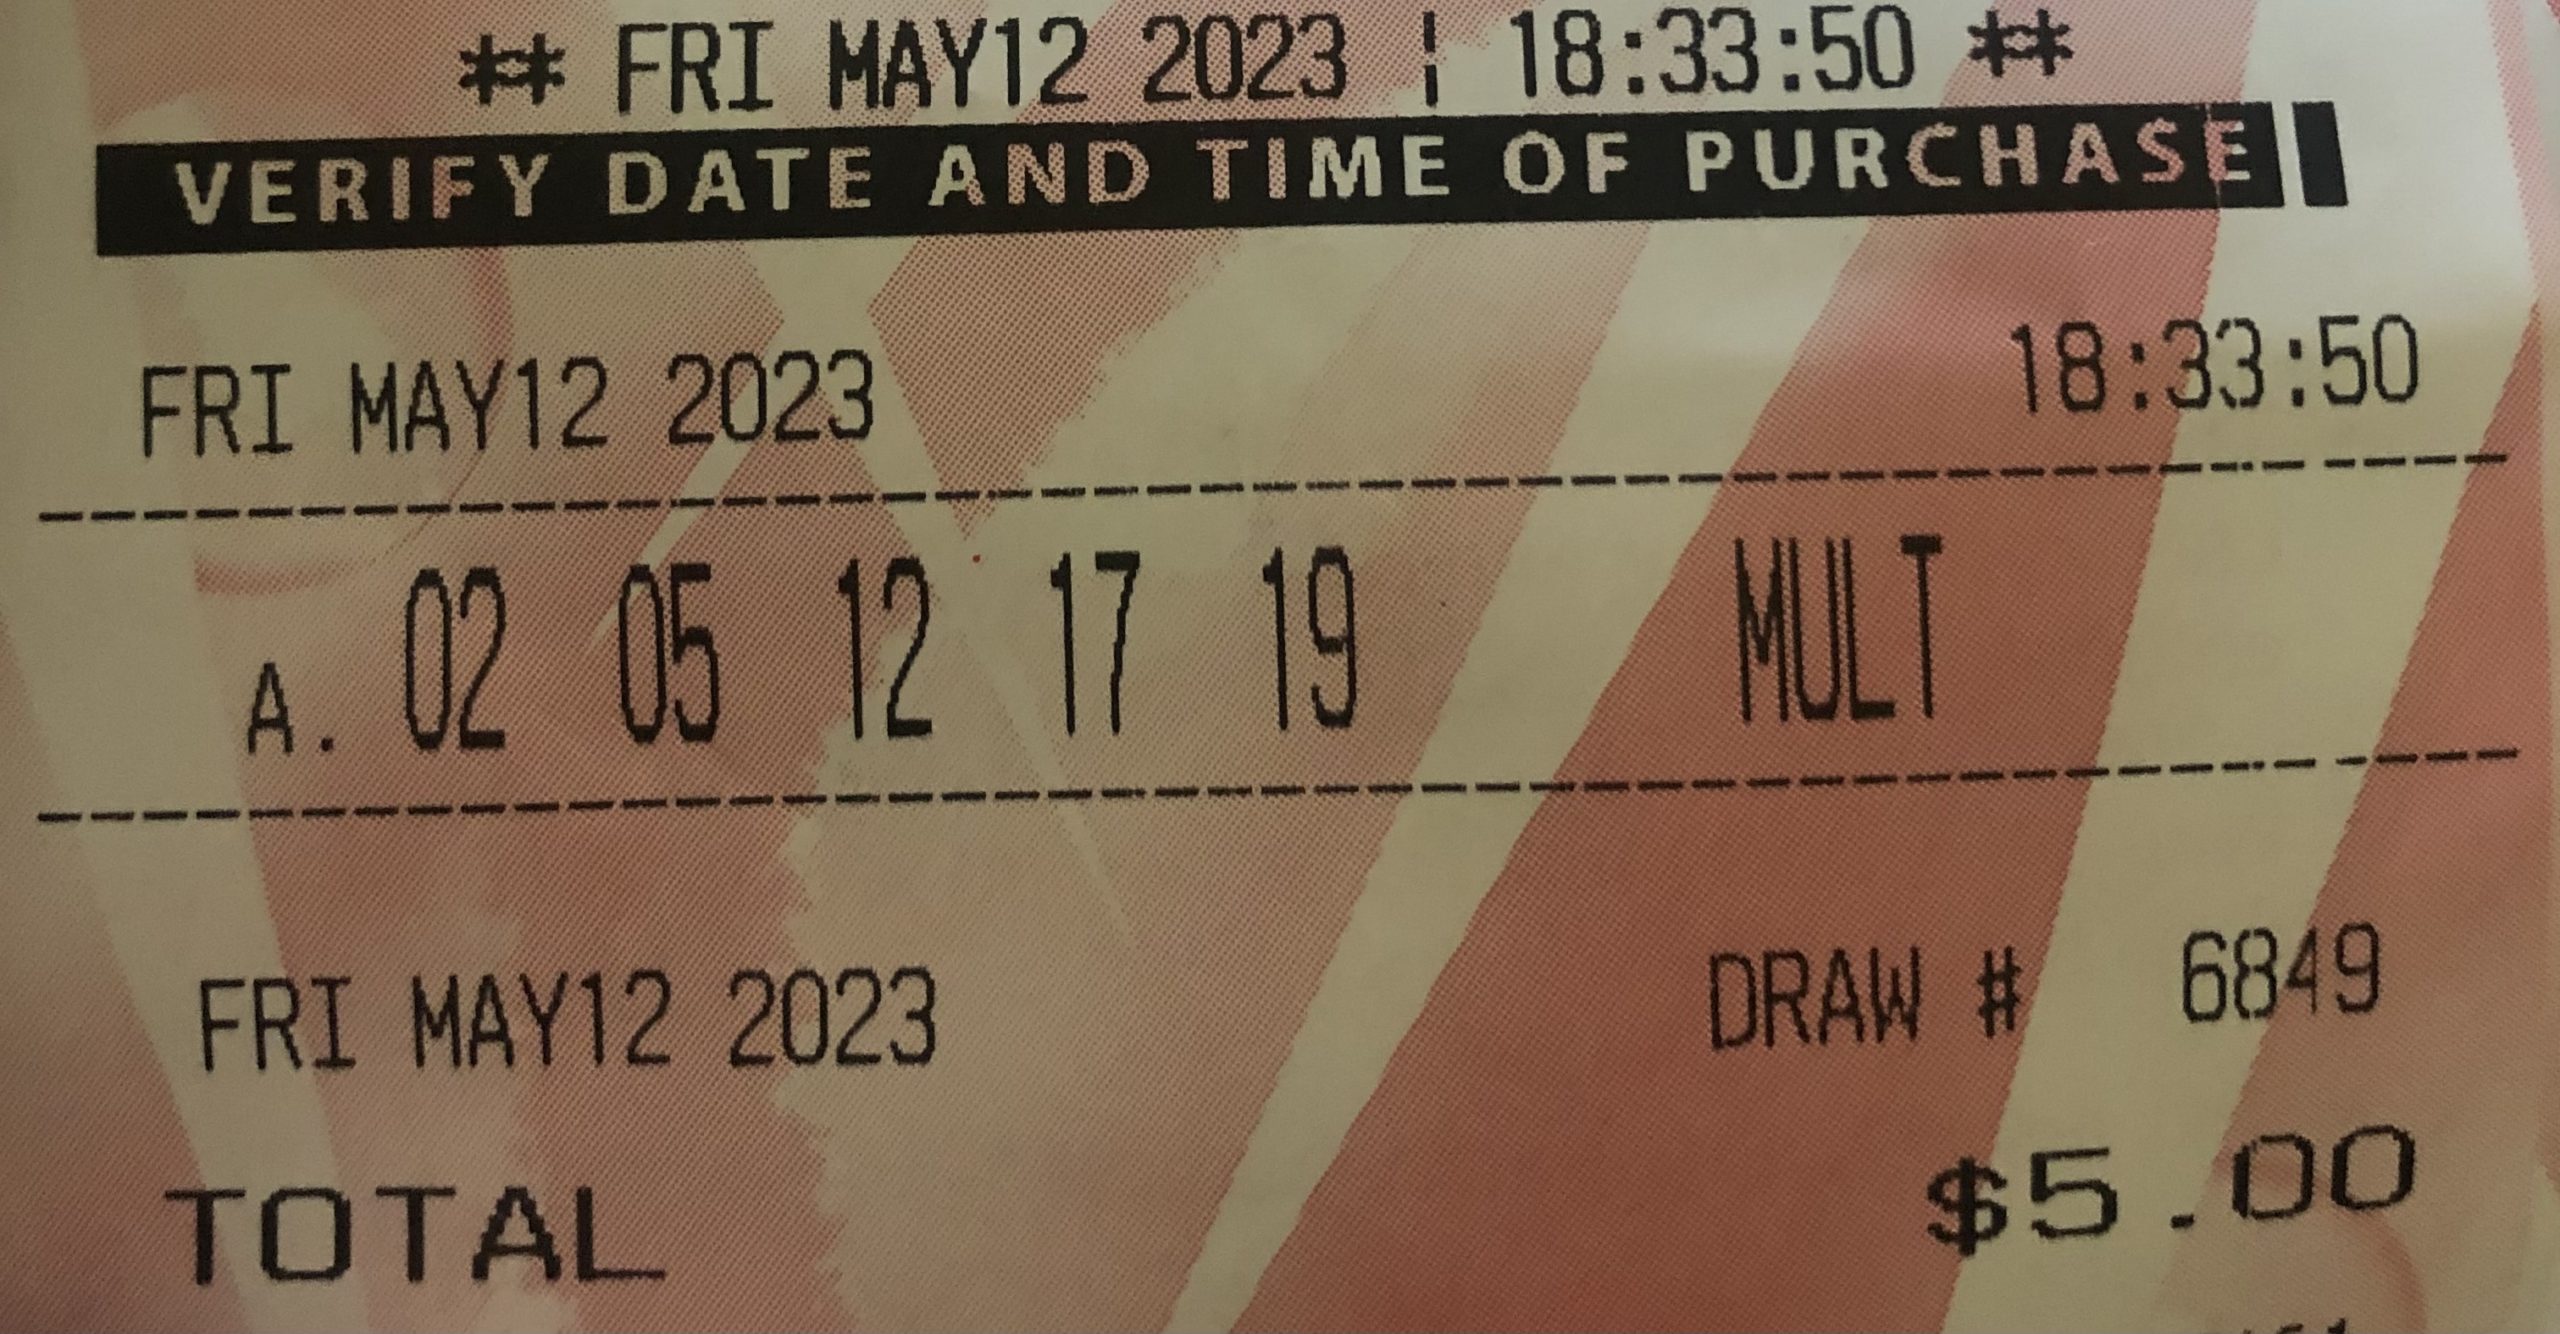 ** FRI MAY12 2023 ¦ 18:33:50 **
VERIFY DATE AND TIME OF PURCHASE
FRI MAY12 2023 18:33:50
A. 02 05 12 17 19 MULT
FRI MAY12 2023 DRAW # 6849
TOTAL $5.00